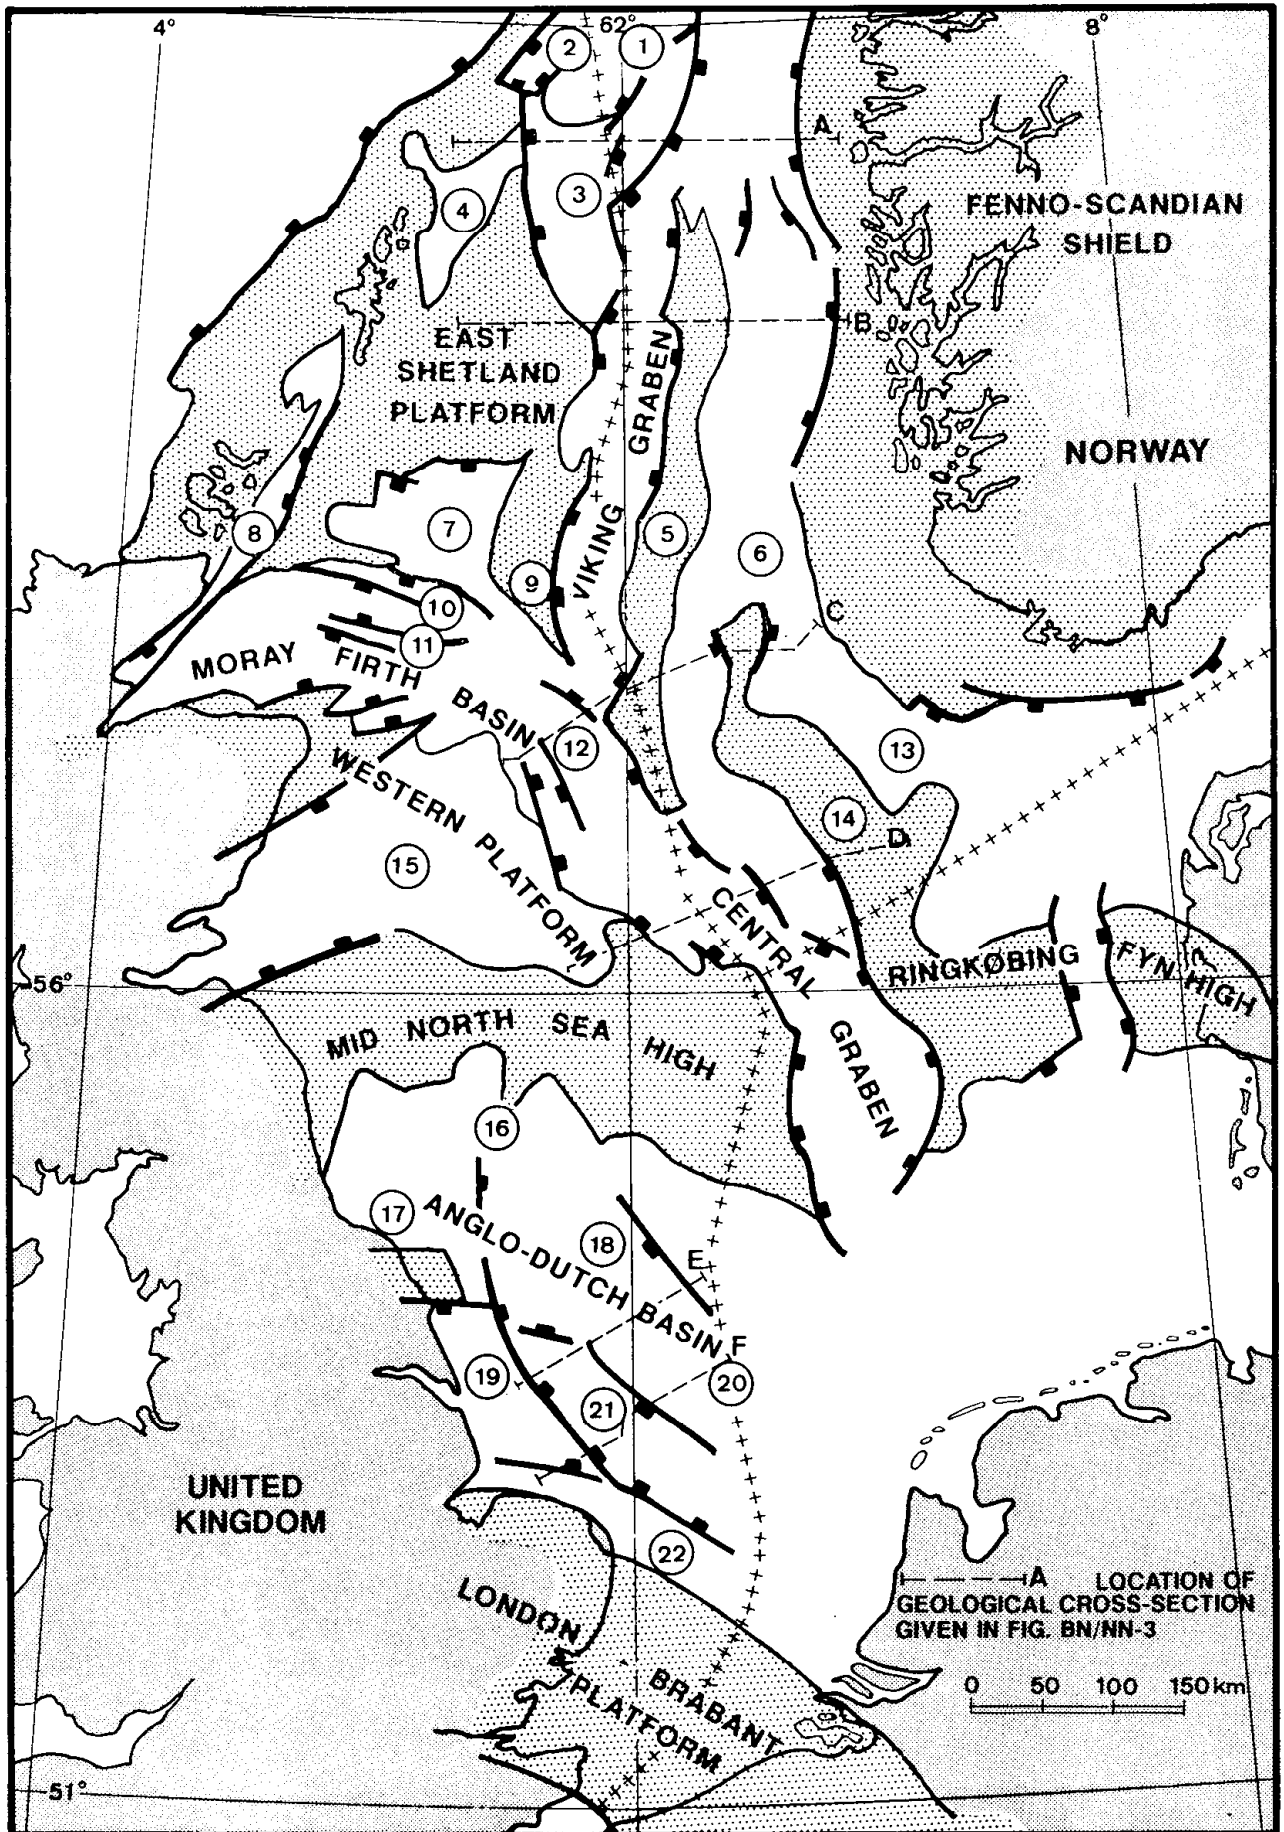 4°
62°
8°
2
1
A
3
4
FENNO-SCANDIAN
SHIELD
B
EAST
SHETLAND
PLATFORM
GRABEN
NORWAY
7
8
5
6
VIKING
9
10
C
11
MORAY FIRTH BASIN
12
13
WESTERN PLATFORM
14
D
15
CENTRAL
GRABEN
RINGKØBING
FYN HIGH
56°
MID NORTH SEA HIGH
16
17
ANGLO-DUTCH BASIN
18
E
F
19
20
21
UNITED
KINGDOM
22
LONDON
BRABANT
PLATFORM
A LOCATION OF
GEOLOGICAL CROSS-SECTION
GIVEN IN FIG. BN/NN-3
0 50 100 150km
51°